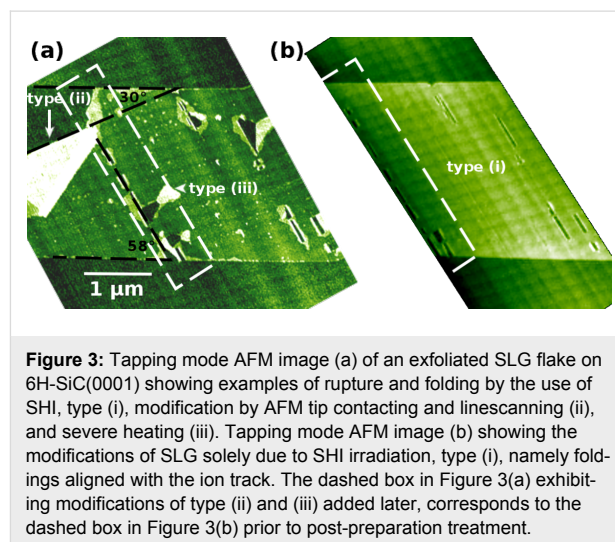 (a)
(b)
type (ii)
30°
type (i)
type (iii)
58°
1 μm
Figure 3: Tapping mode AFM image (a) of an exfoliated SLG flake on
6H-SiC(0001) showing examples of rupture and folding by the use of
SHI, type (i), modification by AFM tip contacting and linescanning (ii),
and severe heating (iii). Tapping mode AFM image (b) showing the
modifications of SLG solely due to SHI irradiation, type (i), namely fold-
ings aligned with the ion track. The dashed box in Figure 3(a) exhibit-
ing modifications of type (ii) and (iii) added later, corresponds to the
dashed box in Figure 3(b) prior to post-preparation treatment.